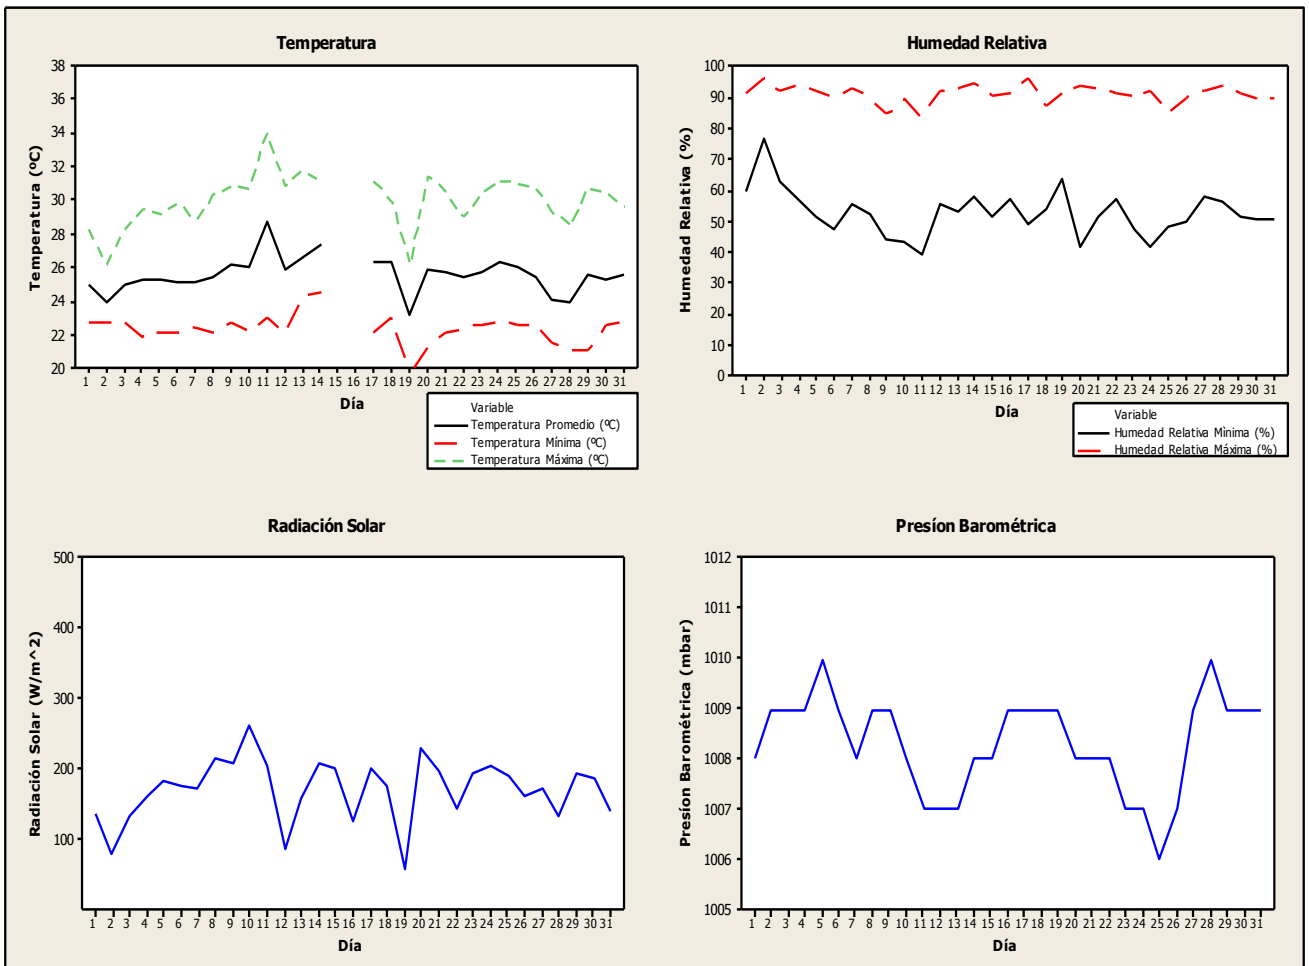 Temperatura
38
36
34
32
30
28
26
24
22
20
Temperatura (ºC)
1 2 3 4 5 6 7 8 9 10 11 12 13 14 15 16 17 18 19 20 21 22 23 24 25 26 27 28 29 30 31
Día
Variable
Temperatura Promedio (ºC)
Temperatura Mínima (ºC)
Temperatura Máxima (ºC)
Humedad Relativa
100
90
80
70
60
50
40
30
20
10
0
Humedad Relativa (%)
1 2 3 4 5 6 7 8 9 10 11 12 13 14 15 16 17 18 19 20 21 22 23 24 25 26 27 28 29 30 31
Día
Variable
Humedad Relativa Mìnima (%)
Humedad Relativa Máxima (%)
Radiación Solar
500
400
300
200
100
Radiación Solar (W/m^2)
1 2 3 4 5 6 7 8 9 10 11 12 13 14 15 16 17 18 19 20 21 22 23 24 25 26 27 28 29 30 31
Día
Presíon Barométrica
1012
1011
1010
1009
1008
1007
1006
1005
Presíon Barométrica (mbar)
1 2 3 4 5 6 7 8 9 10 11 12 13 14 15 16 17 18 19 20 21 22 23 24 25 26 27 28 29 30 31
Día